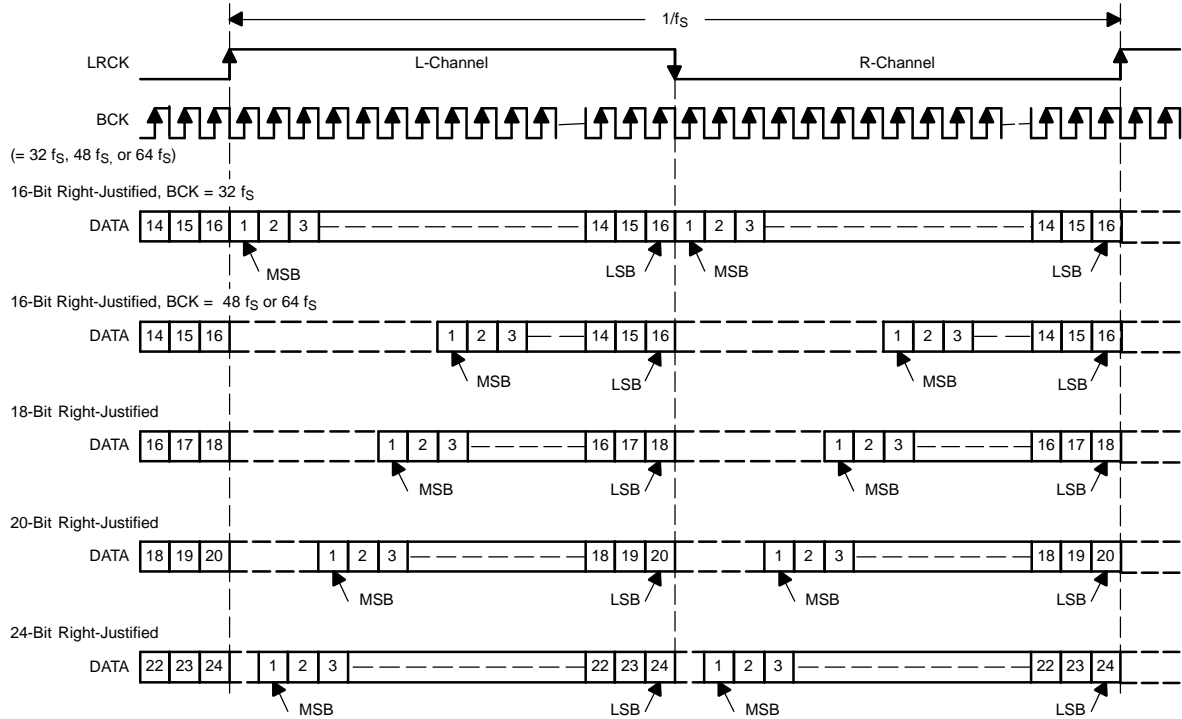 1/fS
LRCK L-Channel R-Channel
BCK
(= 32 fS, 48 fS, or 64 fS)
16-Bit Right-Justified, BCK = 32 fS
DATA 14 15 16 1 2 3 14 15 16 1 2 3 14 15 16
MSB LSB MSB LSB
16-Bit Right-Justified, BCK = 48 fS or 64 fS
DATA 14 15 16 1 2 3 14 15 16 1 2 3 14 15 16
MSB LSB MSB LSB
18-Bit Right-Justified
DATA 16 17 18 1 2 3 16 17 18 1 2 3 16 17 18
MSB LSB MSB LSB
20-Bit Right-Justified
DATA 18 19 20 1 2 3 18 19 20 1 2 3 18 19 20
MSB LSB MSB LSB
24-Bit Right-Justified
DATA 22 23 24 1 2 3 22 23 24 1 2 3 22 23 24
MSB LSB MSB LSB